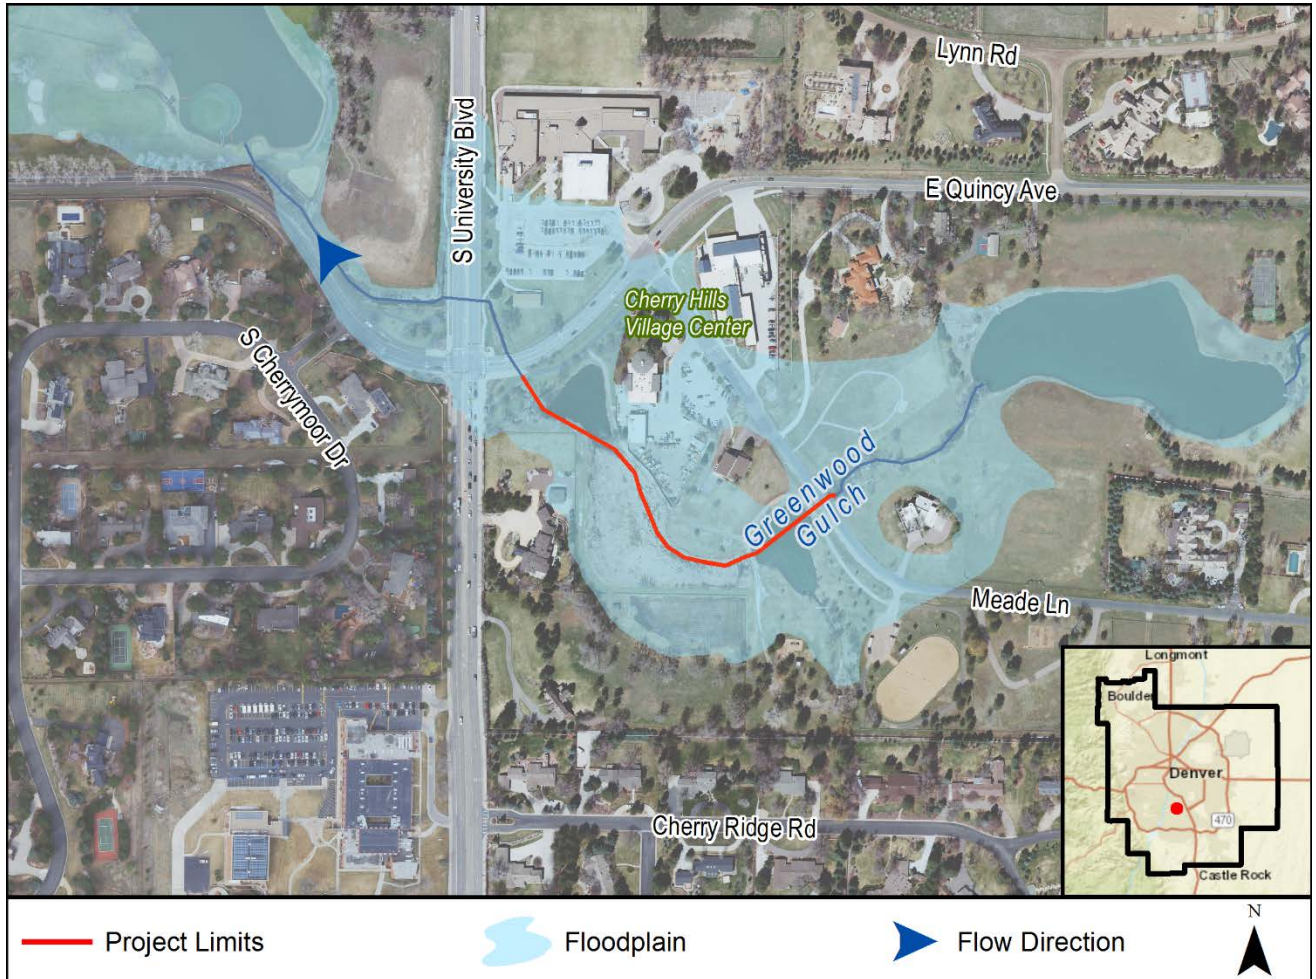 Lynn Rd
S University Blvd
E Quincy Ave
Cherry Hills
Village Center
S Cherrymoor Dr
Greenwood
Gulch
Meade Ln
Cherry Ridge Rd
Longmont
Boulder
Denver
470
Castle Rock
Project Limits
Floodplain
Flow Direction
N